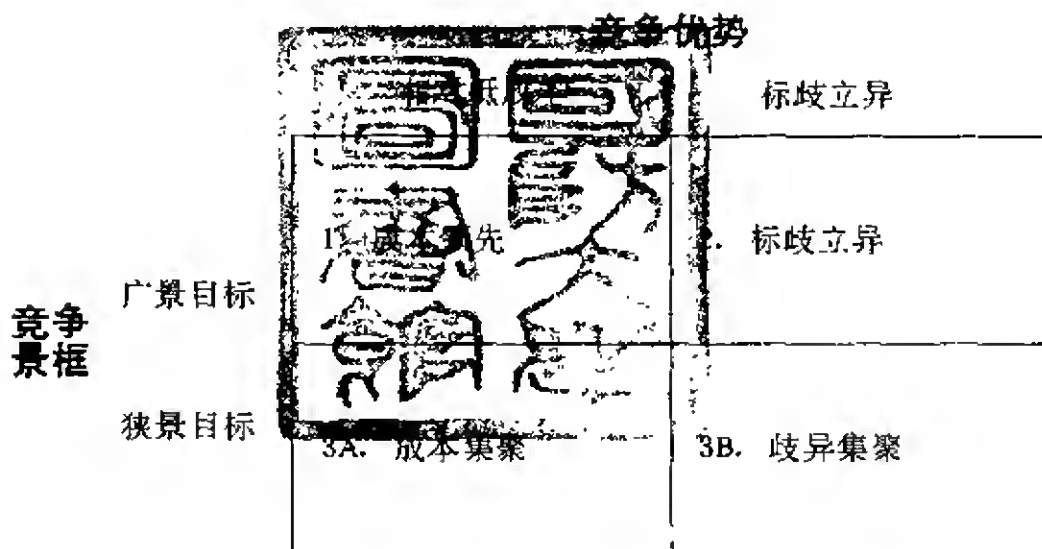 竞争优势
标歧立异
1. 成本领先
2. 标歧立异
广景目标
竞争
景框
狭景目标
3A. 成本集聚
3B. 歧异集聚